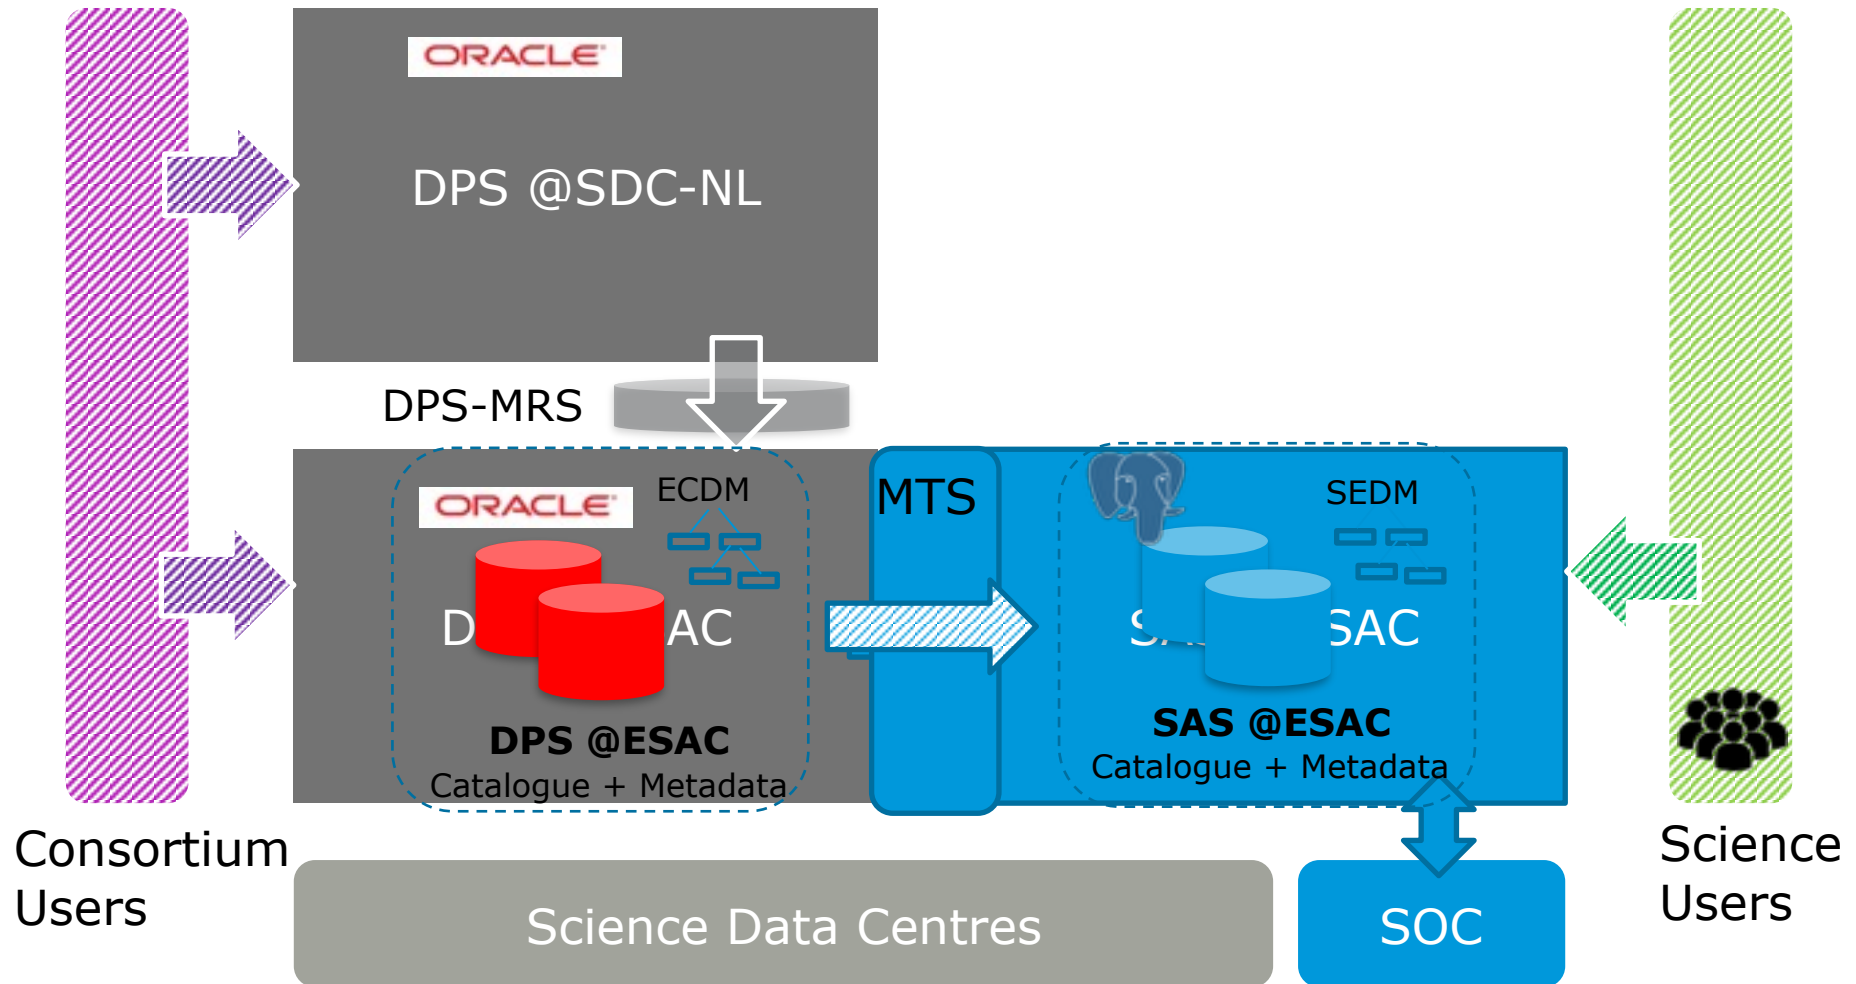 ORACLE
DPS @SDC-NL
DPS-MRS
ORACLE
ECDM
MTS
SEDM
D
AC
SAC
DPS @ESAC
Catalogue + Metadata
SAS @ESAC
Catalogue + Metadata
Consortium
Users
Science
Users
Science Data Centres
SOC